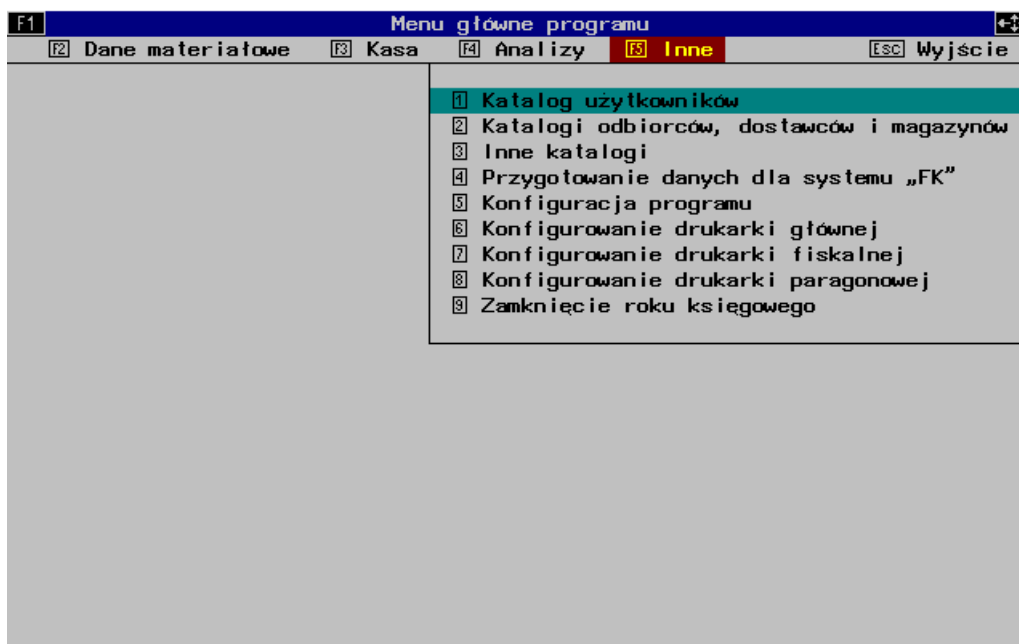 F1 Menu główne programu
F2 Dane materiałowe F3 Kasa F4 Analizy F5 Inne ESC Wyjście
1 Katalog użytkowników
2 Katalogi odbiorców, dostawców i magazynów
3 Inne katalogi
4 Przygotowanie danych dla systemu „FK”
5 Konfiguracja programu
6 Konfigurowanie drukarki głównej
7 Konfigurowanie drukarki fiskalnej
8 Konfigurowanie drukarki paragonowej
9 Zamknięcie roku księgowego